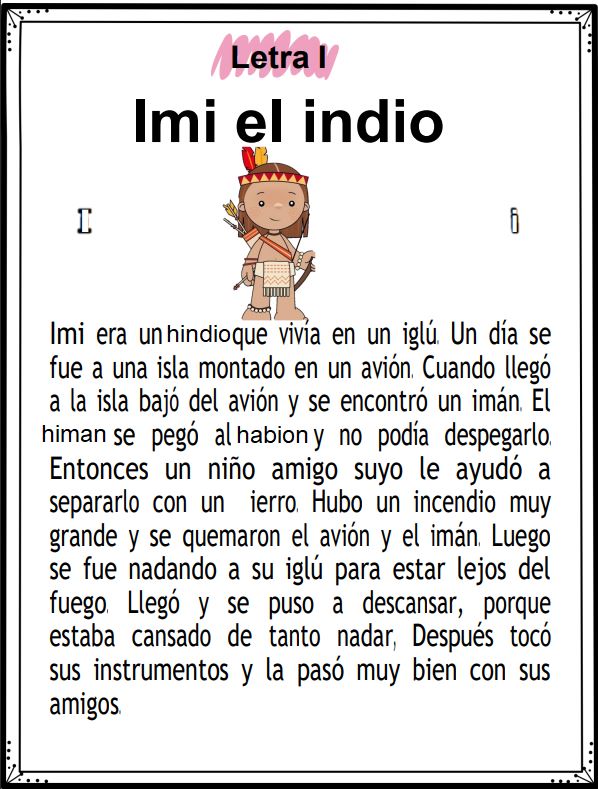 Letra I
Imi el indio
I
i
Imi era un hindio que vivía en un iglú. Un día se
fue a una isla montado en un avión. Cuando llegó
a la isla bajó del avión y se encontró un imán. El
himan se pegó al habion y no podía despegarlo.
Entonces un niño amigo suyo le ayudó a
separarlo con un ierro. Hubo un incendio muy
grande y se quemaron el avión y el imán. Luego
se fue nadando a su iglú para estar lejos del
fuego. Llegó y se puso a descansar, porque
estaba cansado de tanto nadar, Después tocó
sus instrumentos y la pasó muy bien con sus
amigos.